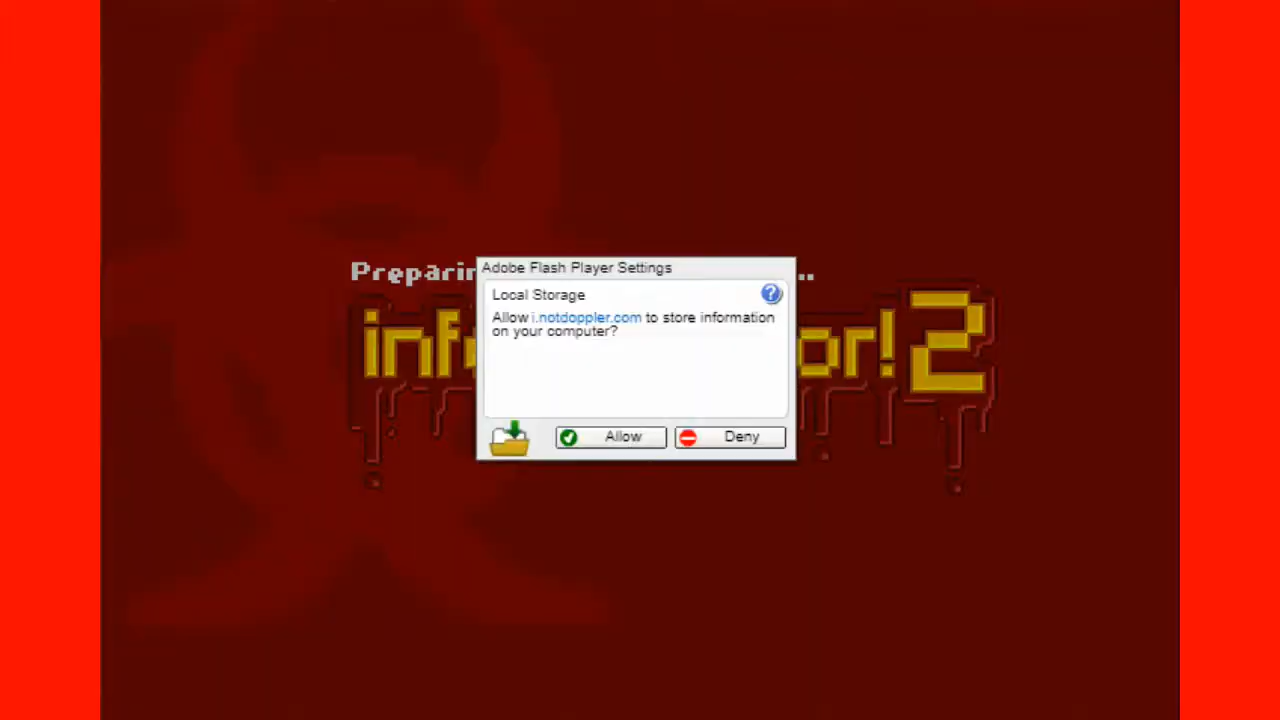 Preparin ..
Adobe Flash Player Settings
Local Storage
Allow i.notdoppler.com to store information
on your computer?
inf or! 2
Allow Deny